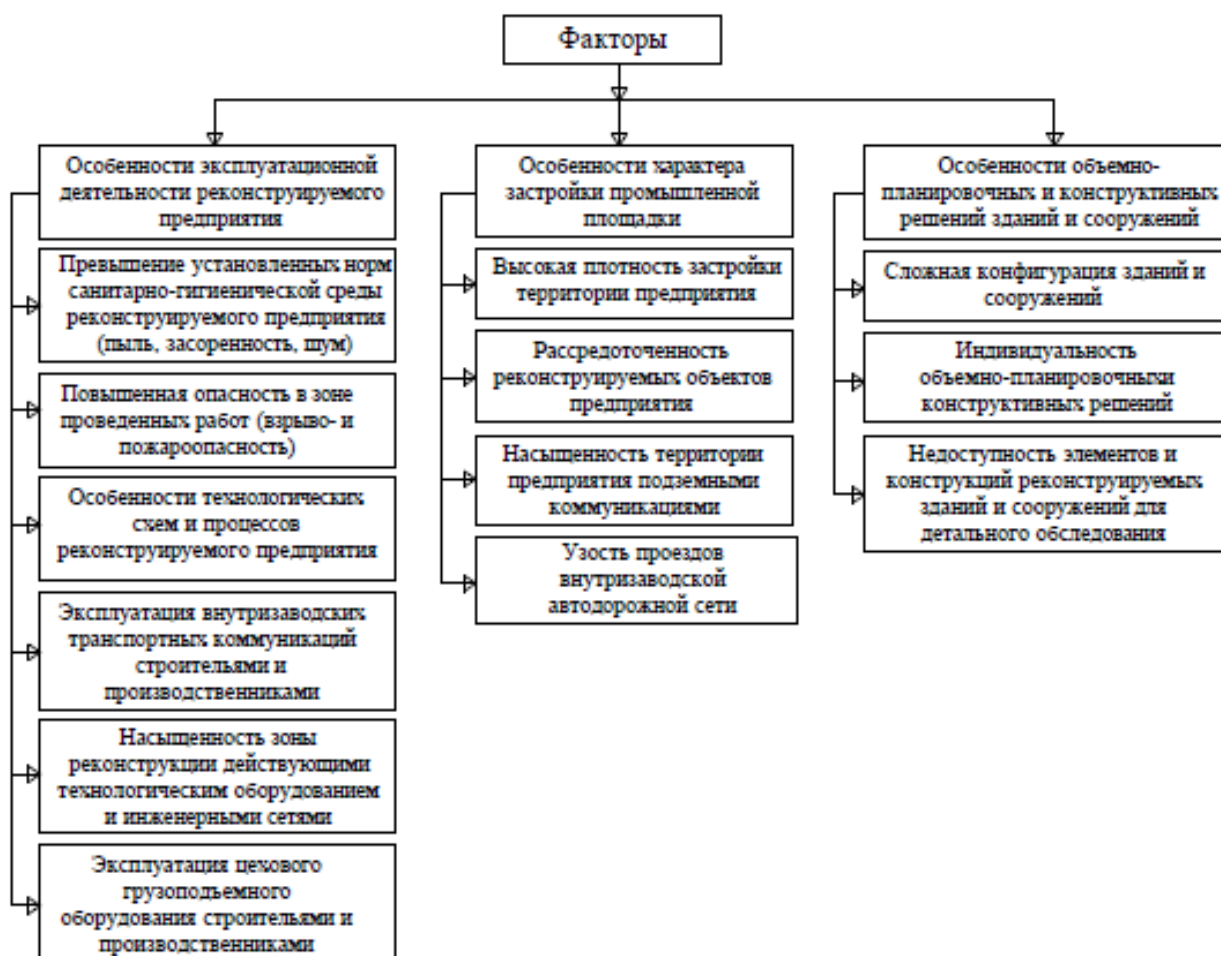 Факторы
Особенности эксплуатационной
деятельности реконструируемого
предприятия
Превышение установленных норм
санитарно-гигиенической среды
реконструируемого предприятия
(пыль, засоренность, шум)
Повышенная опасность в зоне
проведенных работ (взрыво- и
пожароопасность)
Особенности технологических
схем и процессов
реконструируемого предприятия
Эксплуатация внутризаводских
транспортных коммуникаций
строительями и
производственниками
Насыщенность зоны
реконструкции действующими
технологическим оборудованием
и инженерными сетями
Эксплуатация цехового
грузоподъемного
оборудования строительями и
производственниками
Особенности характера
застройки промышленной
площадки
Высокая плотность застройки
территории предприятия
Рассредоточенность
реконструируемых объектов
предприятия
Насыщенность территории
предприятия подземными
коммуникациями
Узость проездов
внутризаводской
автодорожной сети
Особенности объемно-
планировочных и конструктивных
решений зданий и сооружений
Сложная конфигурация зданий и
сооружений
Индивидуальность
объемно-планировочныхи
конструктивных решений
Недоступность элементов и
конструкций реконструируемых
зданий и сооружений для
детального обследования